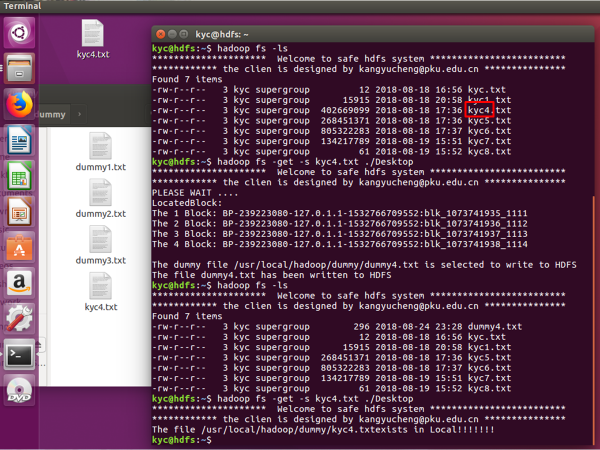 Terminal
kyc4.txt
dummy
dummy1.txt
dummy2.txt
dummy3.txt
kyc4.txt
kyc@hdfs: ~
kyc@hdfs:~$ hadoop fs -ls
********************** Welcome to safe hdfs system **************************
************ the clien is designed by kangyucheng@pku.edu.cn ****************
Found 7 items
-rw-r--r-- 3 kyc supergroup 12 2018-08-18 16:56 kyc.txt
-rw-r--r-- 3 kyc supergroup 15915 2018-08-18 20:58 kyc1.txt
-rw-r--r-- 3 kyc supergroup 402669099 2018-08-18 17:36 kyc4.txt
-rw-r--r-- 3 kyc supergroup 268451371 2018-08-18 17:36 kyc5.txt
-rw-r--r-- 3 kyc supergroup 805322283 2018-08-18 17:37 kyc6.txt
-rw-r--r-- 3 kyc supergroup 134217789 2018-08-19 15:51 kyc7.txt
-rw-r--r-- 3 kyc supergroup 61 2018-08-19 15:52 kyc8.txt
kyc@hdfs:~$ hadoop fs -get -s kyc4.txt ./Desktop
********************** Welcome to safe hdfs system **************************
************ the clien is designed by kangyucheng@pku.edu.cn ****************
PLEASE WAIT ....
LocatedBlock:
The 1 Block: BP-239223080-127.0.1.1-1532766709552:blk_1073741935_1111
The 2 Block: BP-239223080-127.0.1.1-1532766709552:blk_1073741936_1112
The 3 Block: BP-239223080-127.0.1.1-1532766709552:blk_1073741937_1113
The 4 Block: BP-239223080-127.0.1.1-1532766709552:blk_1073741938_1114
The dummy file /usr/local/hadoop/dummy/dummy4.txt is selected to write to HDFS
The file dummy4.txt has been written to HDFS
kyc@hdfs:~$ hadoop fs -ls
********************** Welcome to safe hdfs system **************************
************ the clien is designed by kangyucheng@pku.edu.cn ****************
Found 7 items
-rw-r--r-- 3 kyc supergroup 296 2018-08-24 23:28 dummy4.txt
-rw-r--r-- 3 kyc supergroup 12 2018-08-18 16:56 kyc.txt
-rw-r--r-- 3 kyc supergroup 15915 2018-08-18 20:58 kyc1.txt
-rw-r--r-- 3 kyc supergroup 268451371 2018-08-18 17:36 kyc5.txt
-rw-r--r-- 3 kyc supergroup 805322283 2018-08-18 17:37 kyc6.txt
-rw-r--r-- 3 kyc supergroup 134217789 2018-08-19 15:51 kyc7.txt
-rw-r--r-- 3 kyc supergroup 61 2018-08-19 15:52 kyc8.txt
kyc@hdfs:~$ hadoop fs -get -s kyc4.txt ./Desktop
********************** Welcome to safe hdfs system **************************
************ the clien is designed by kangyucheng@pku.edu.cn ****************
The file /usr/local/hadoop/dummy/kyc4.txtexists in Local!!!!!!!
kyc@hdfs:~$
DVD